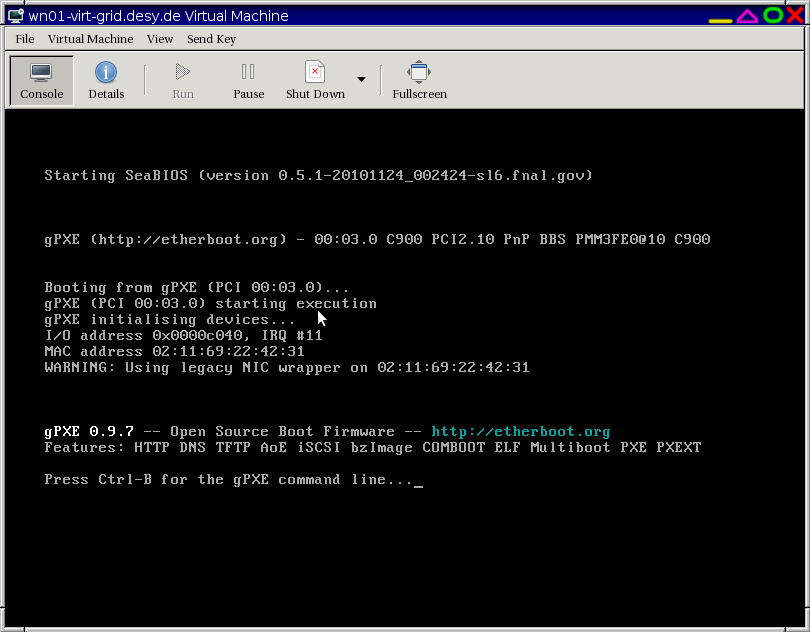 wn01-virt-grid.desy.de Virtual Machine
File Virtual Machine View Send Key
Console Details Run Pause Shut Down Fullscreen
Starting SeaBIOS (version 0.5.1-20101124_002424-sl6.fnal.gov)
gPXE (http://etherboot.org) - 00:03.0 C900 PCI2.10 PnP BBS PMM3FE0@10 C900
Booting from gPXE (PCI 00:03.0)...
gPXE (PCI 00:03.0) starting execution
gPXE initialising devices...
I/O address 0x0000c040, IRQ #11
MAC address 02:11:69:22:42:31
WARNING: Using legacy NIC wrapper on 02:11:69:22:42:31
gPXE 0.9.7 -- Open Source Boot Firmware -- http://etherboot.org
Features: HTTP DNS TFTP AoE iSCSI bzImage COMBOOT ELF Multiboot PXE PXEXT
Press Ctrl-B for the gPXE command line..._